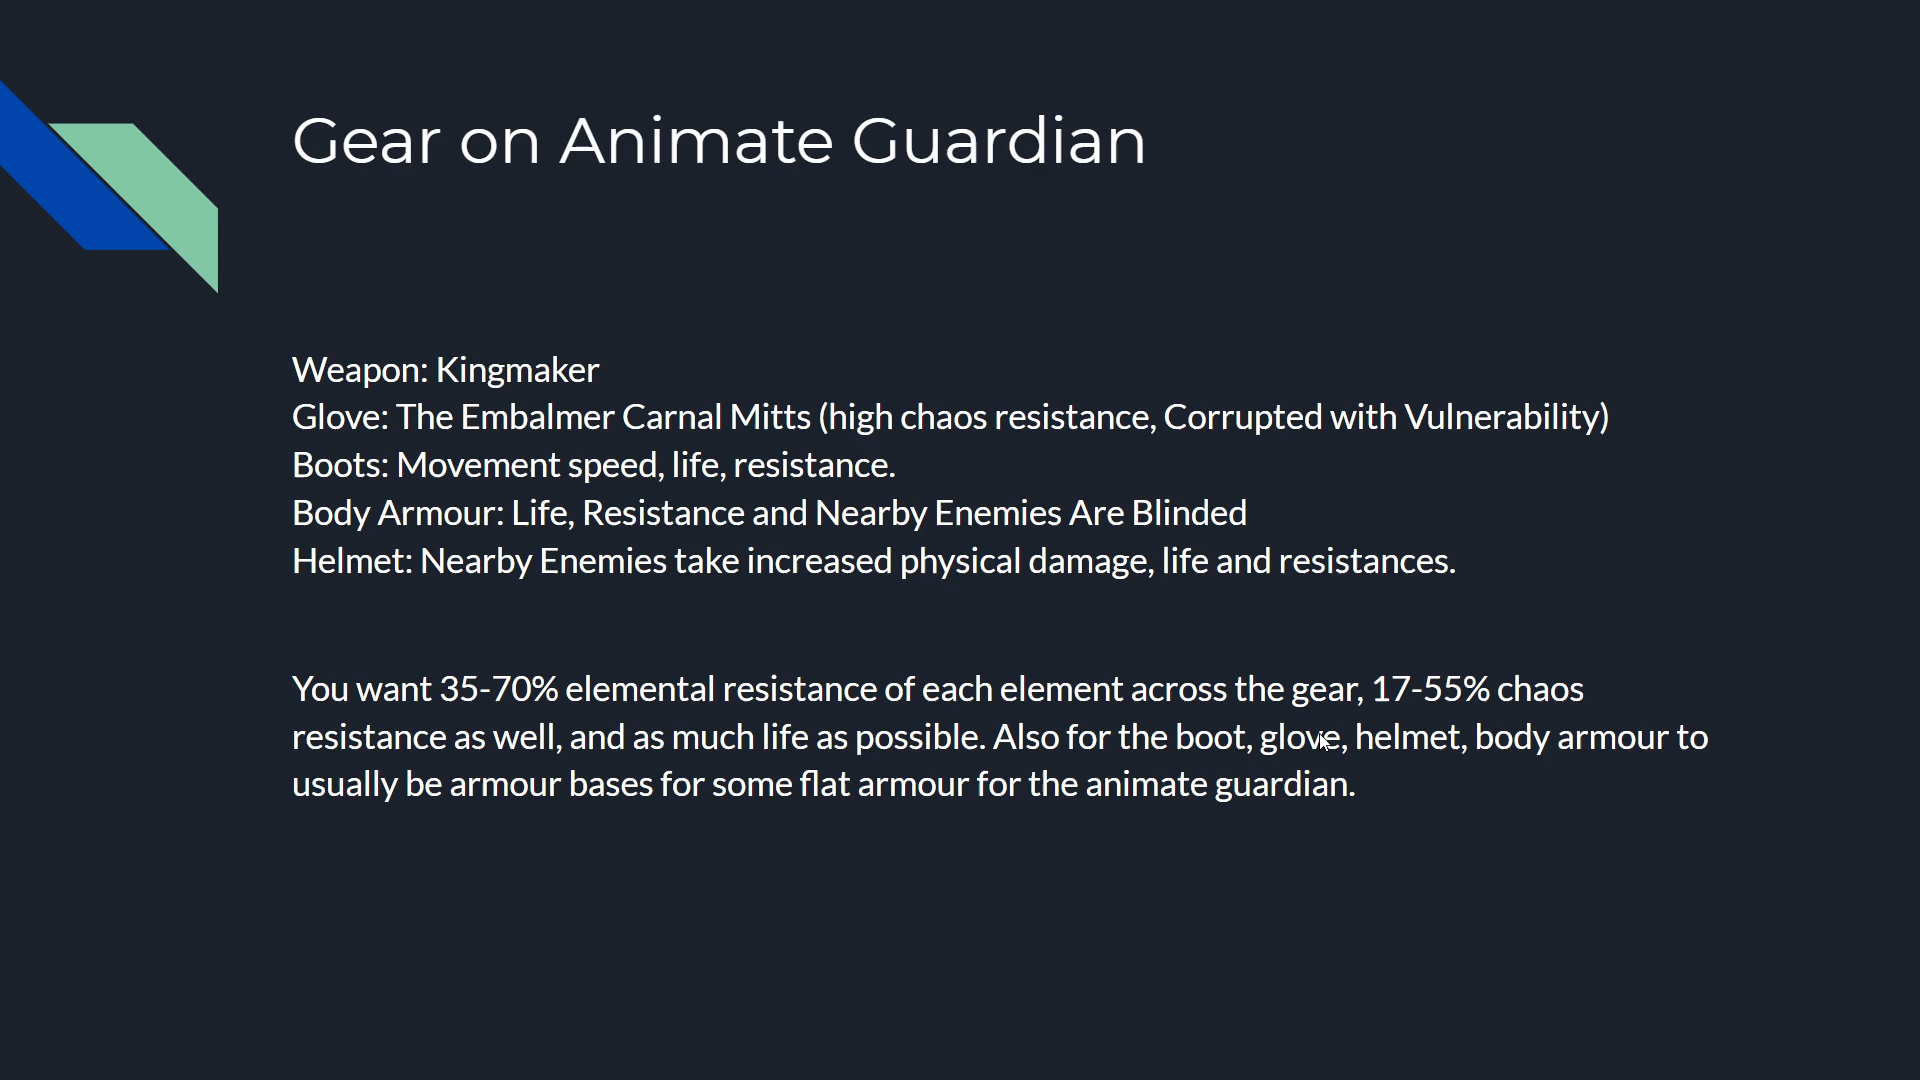 Gear on Animate Guardian
Weapon: Kingmaker
Glove: The Embalmer Carnal Mitts (high chaos resistance, Corrupted with Vulnerability)
Boots: Movement speed, life, resistance.
Body Armour: Life, Resistance and Nearby Enemies Are Blinded
Helmet: Nearby Enemies take increased physical damage, life and resistances.
You want 35-70% elemental resistance of each element across the gear, 17-55% chaos
resistance as well, and as much life as possible. Also for the boot, glove, helmet, body armour to
usually be armour bases for some flat armour for the animate guardian.